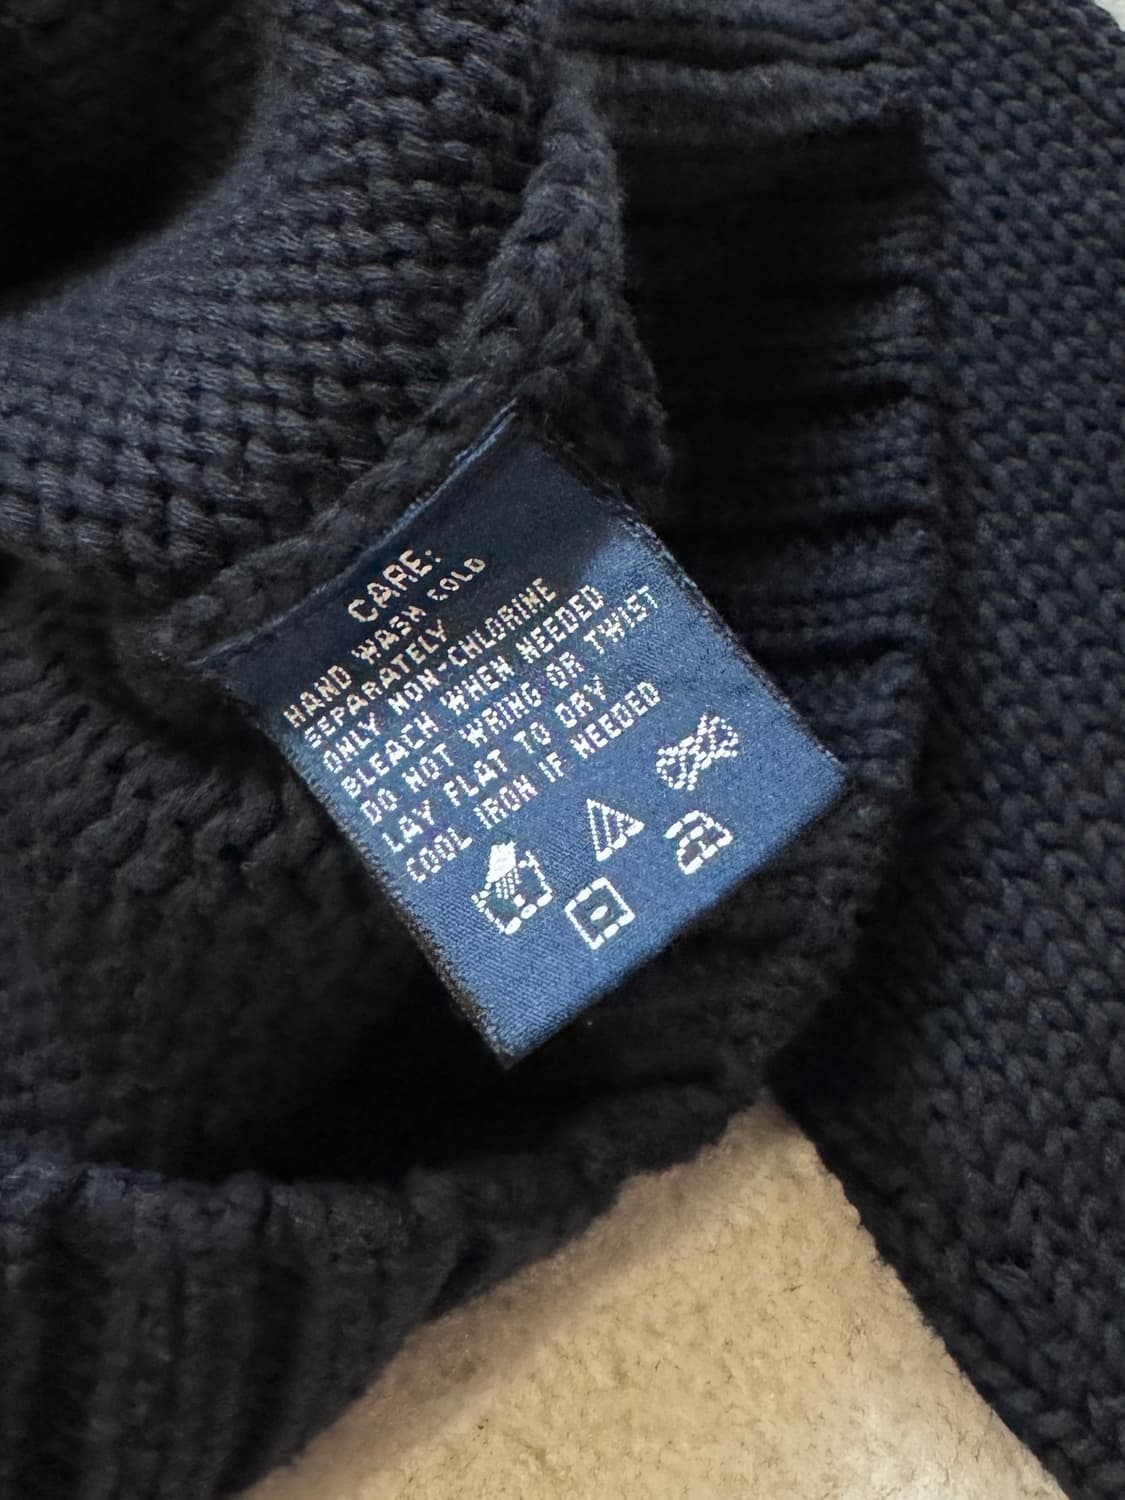 CARE:
HAND WASH COLD
SEPARATELY
ONLY NON-CHLORINE
BLEACH WHEN NEEDED
DO NOT WRING OR TWIST
LAY FLAT TO DRY
COOL IRON IF NEEDED